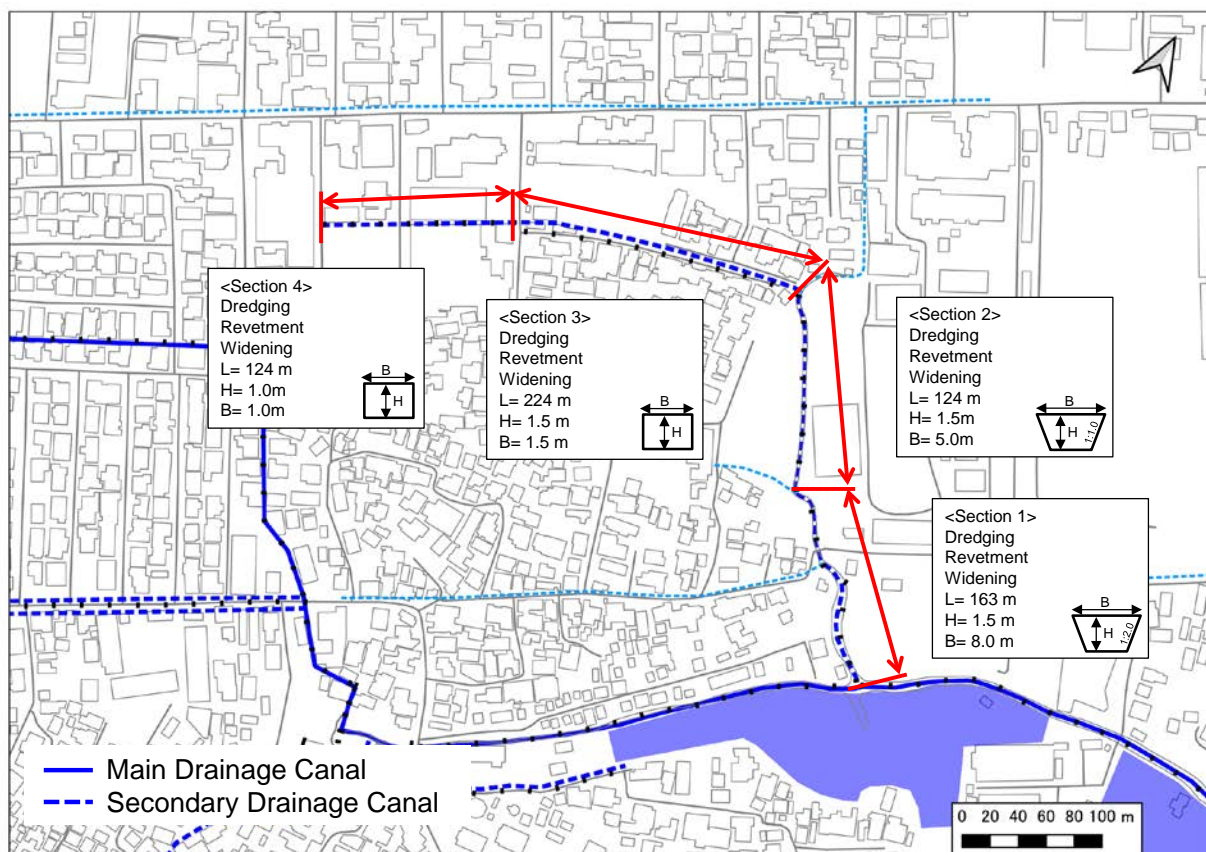 <Section 4>
Dredging
Revetment
Widening
L= 124 m
H= 1.0m
B= 1.0m
B
H
<Section 3>
Dredging
Revetment
Widening
L= 224 m
H= 1.5 m
B= 1.5 m
B
H
<Section 2>
Dredging
Revetment
Widening
L= 124 m
H= 1.5m
B= 5.0m
B
H
1:1.0
<Section 1>
Dredging
Revetment
Widening
L= 163 m
H= 1.5 m
B= 8.0 m
B
H
1:2.0
Main Drainage Canal
Secondary Drainage Canal
0 20 40 60 80 100 m